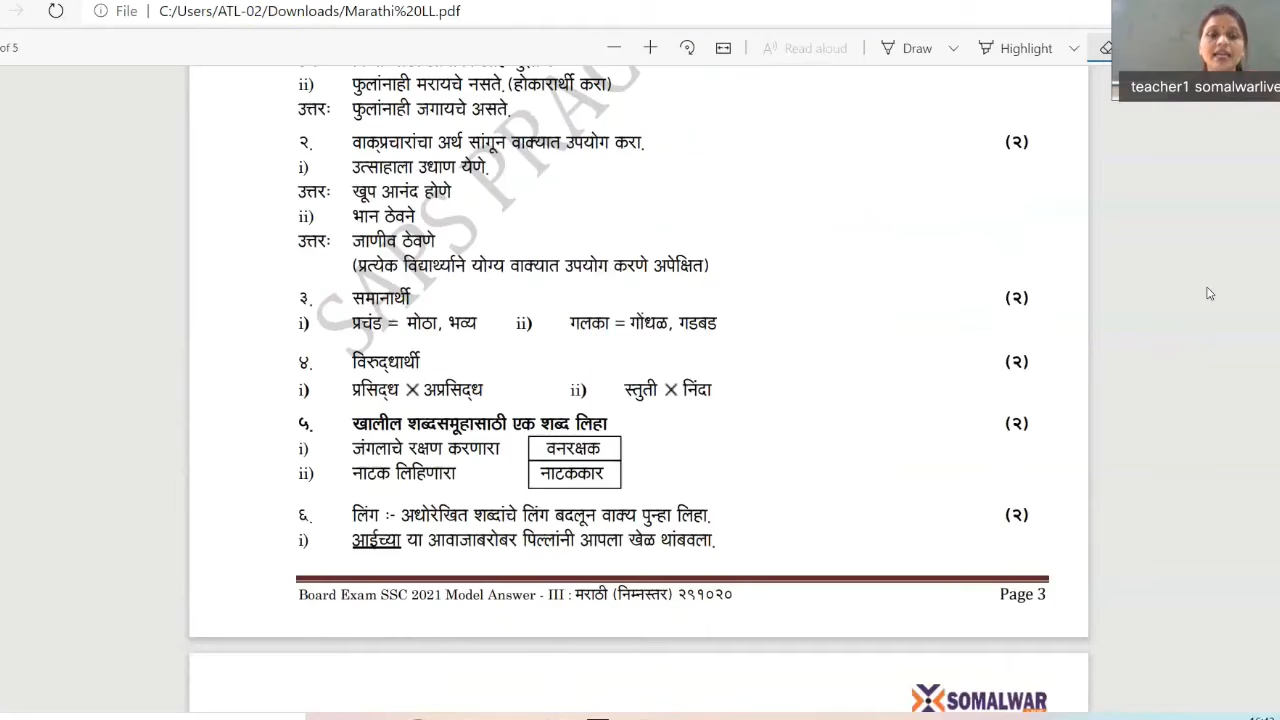 File | C:/Users/ATL-02/Downloads/Marathi%20LL.pdf
of 5
Read aloud
Draw
Highlight
teacher1 somalwarlive
ii) फुलांनाही मरायचे नसते. (होकारार्थी करा)
उत्तरः फुलांनाही जगायचे असते.
२. वाक्प्रचारांचा अर्थ सांगून वाक्यात उपयोग करा. (२)
i) उत्साहाला उधाण येणे.
उत्तरः खूप आनंद होणे
ii) भान ठेवने
उत्तरः जाणीव ठेवणे
(प्रत्येक विद्यार्थ्याने योग्य वाक्यात उपयोग करणे अपेक्षित)
३. समानार्थी (२)
i) प्रचंड = मोठा, भव्य ii) गलका = गोंधळ, गडबड
४. विरुद्धार्थी (२)
i) प्रसिद्ध × अप्रसिद्ध ii) स्तुती × निंदा
५. खालील शब्दसमूहासाठी एक शब्द लिहा (२)
i) जंगलाचे रक्षण करणारा वनरक्षक
ii) नाटक लिहिणारा नाटककार
६. लिंग :- अधोरेखित शब्दांचे लिंग बदलून वाक्य पुन्हा लिहा. (२)
i) आईच्या या आवाजाबरोबर पिल्लांनी आपला खेळ थांबवला.
SAPS PRAC
Board Exam SSC 2021 Model Answer - III : मराठी (निम्नस्तर) २९१०२० Page 3
SOMALWAR